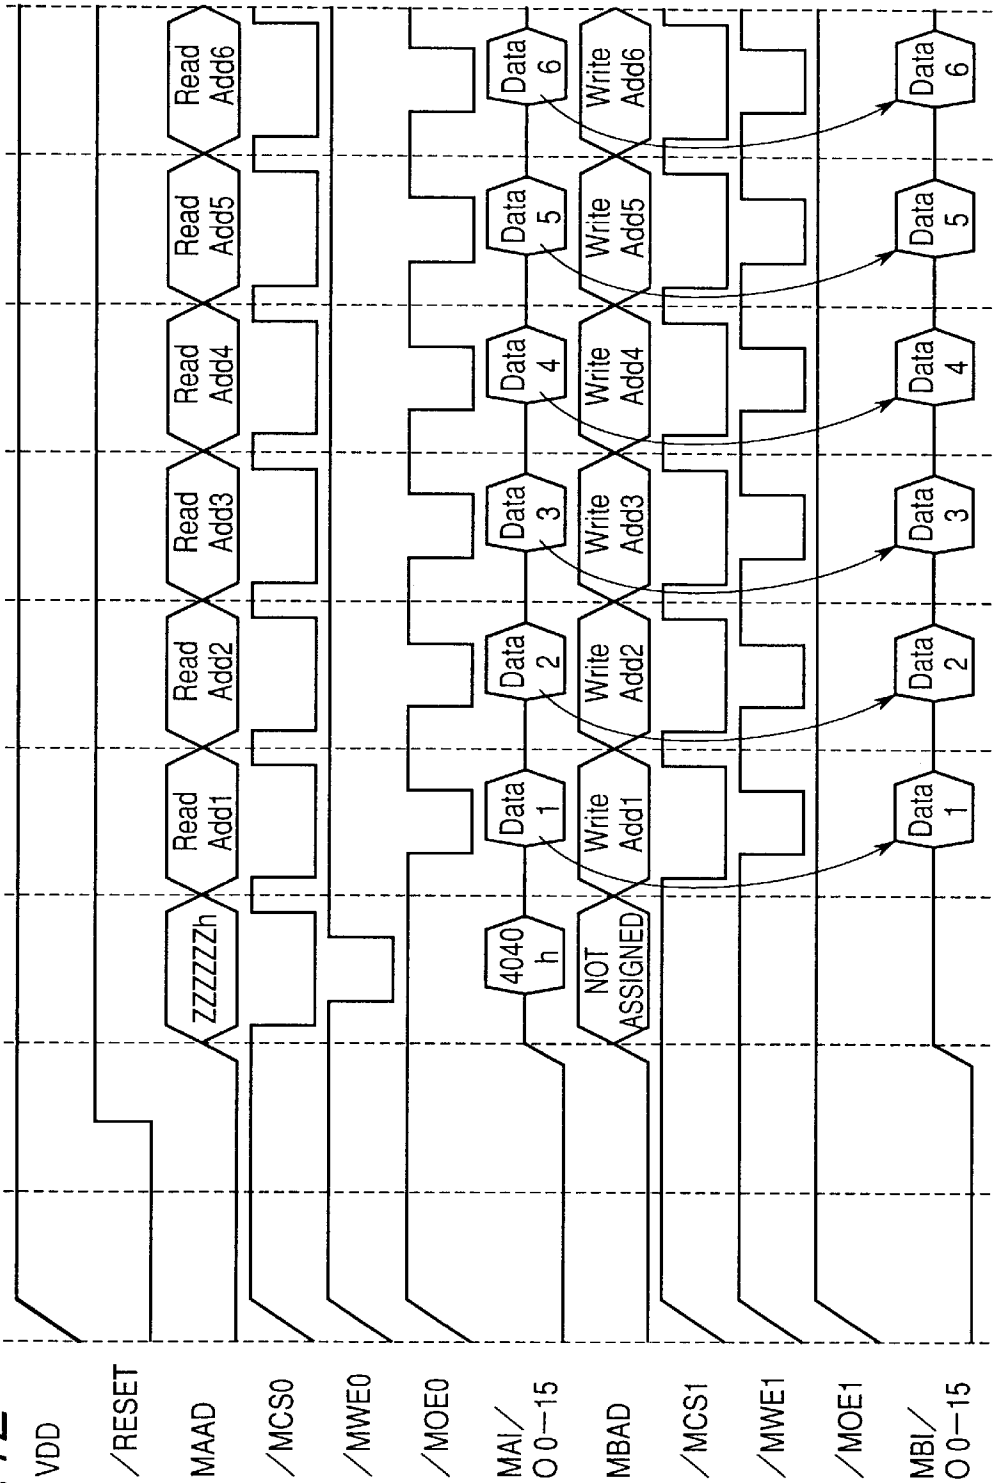 VDD
/RESET
MAAD
ZZZZZZh
Read
Add1
Read
Add2
Read
Add3
Read
Add4
Read
Add5
Read
Add6
/MCS0
/MWE0
/MOE0
MAI/
O 0–15
4040
h
Data
1
Data
2
Data
3
Data
4
Data
5
Data
6
MBAD
NOT
ASSIGNED
Write
Add1
Write
Add2
Write
Add3
Write
Add4
Write
Add5
Write
Add6
/MCS1
/MWE1
/MOE1
MBI/
O 0–15
Data
1
Data
2
Data
3
Data
4
Data
5
Data
6